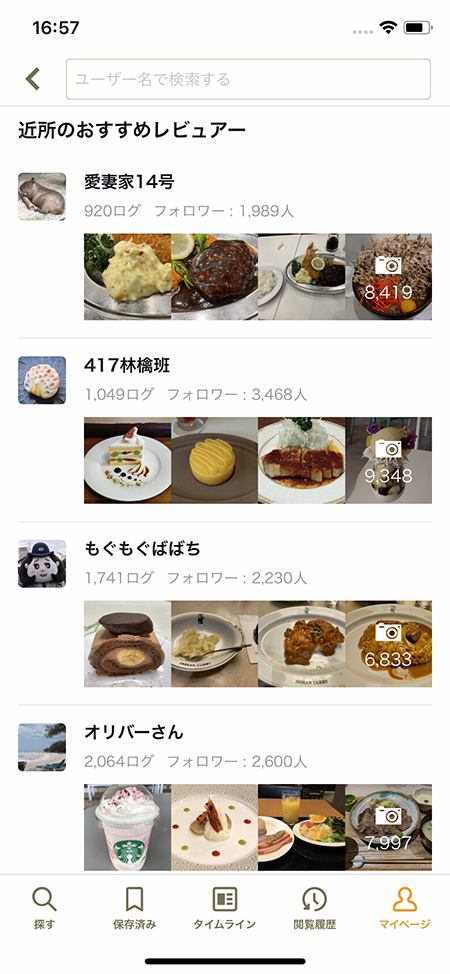 16:57
ユーザー名で検索する
近所のおすすめレビュアー
愛妻家14号
920ログ フォロワー : 1,989人
8,419
417林檎班
1,049ログ フォロワー : 3,468人
9,348
もぐもぐばばち
1,741ログ フォロワー : 2,230人
INDIAN CURRY
INDIAN CURRY
6,833
オリバーさん
2,064ログ フォロワー : 2,600人
7,997
探す
保存済み
タイムライン
閲覧履歴
マイページ